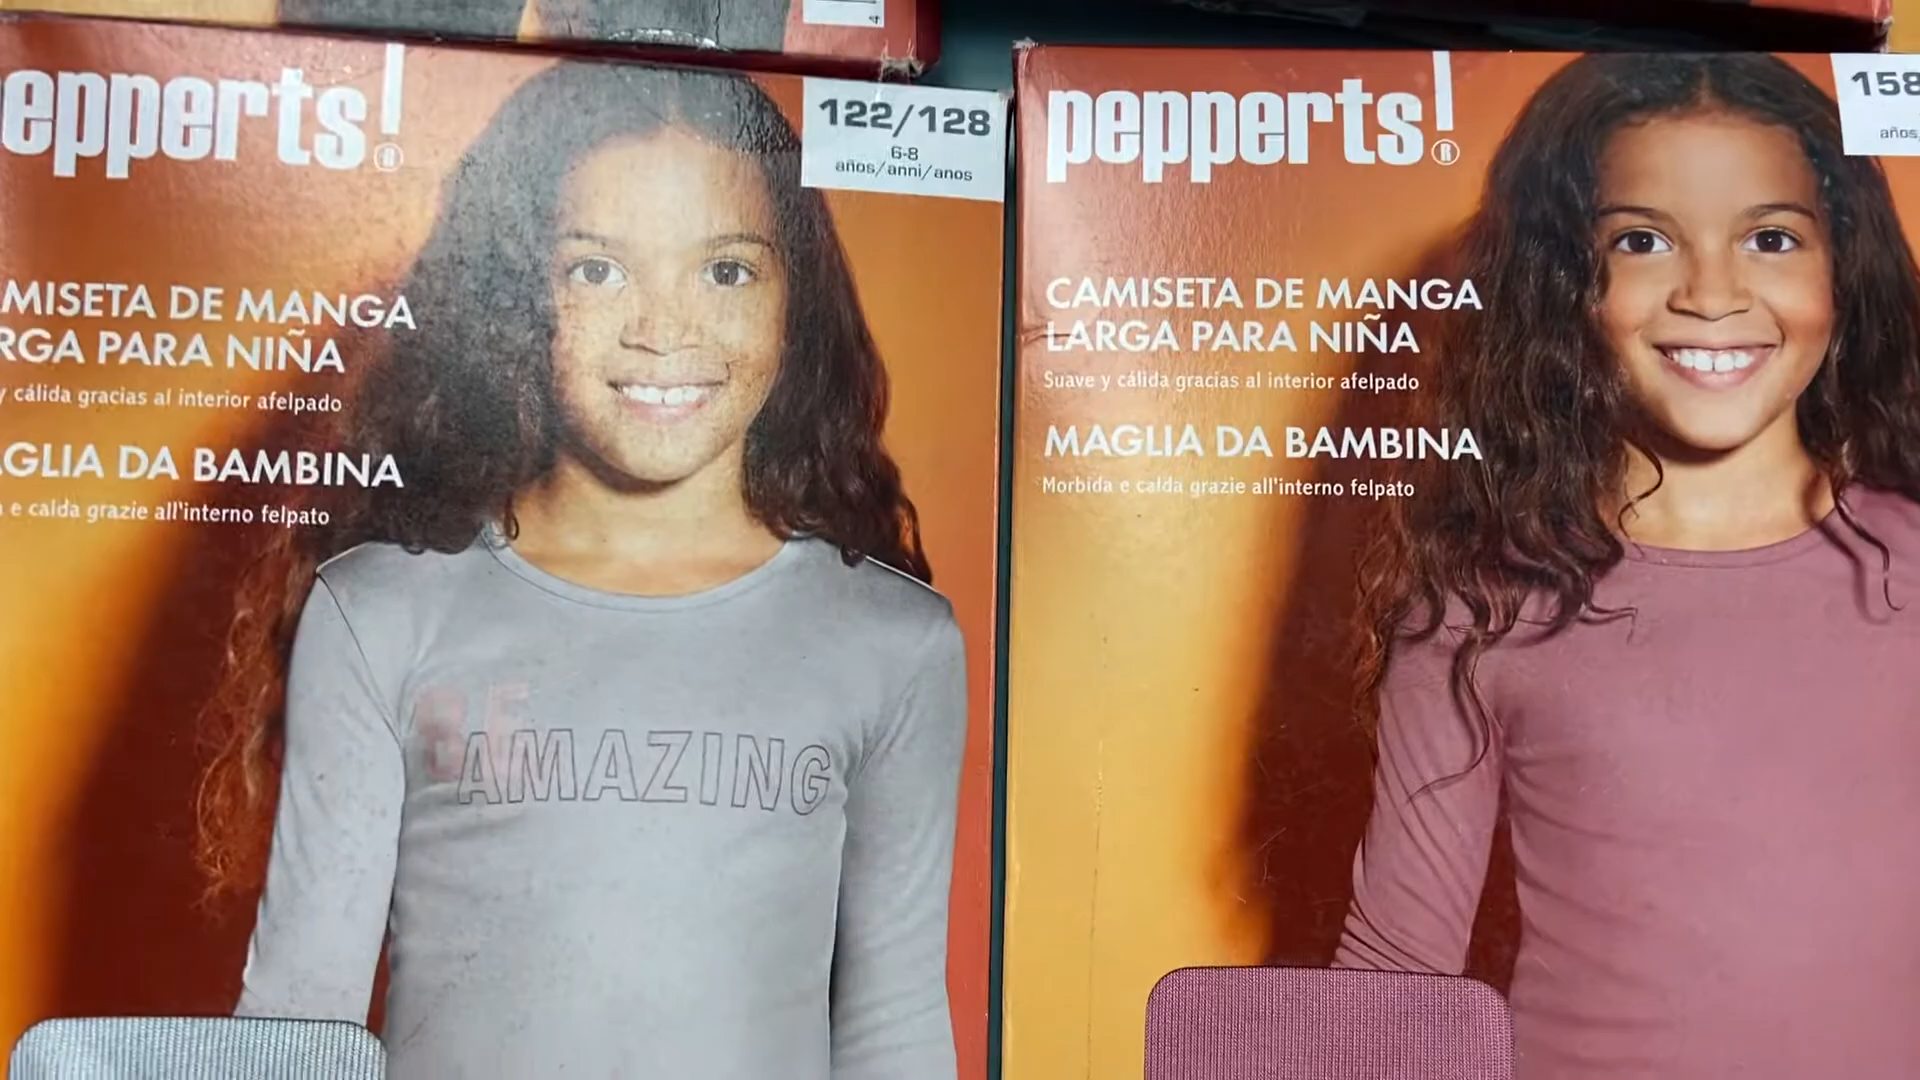 epperts!®
122/128
6-8
años/anni/anos
MISETA DE MANGA
RGA PARA NIÑA
y cálida gracias al interior afelpado
GLIA DA BAMBINA
e calda grazie all'interno felpato
BE
AMAZING
pepperts!®
158
años
CAMISETA DE MANGA
LARGA PARA NIÑA
Suave y cálida gracias al interior afelpado
MAGLIA DA BAMBINA
Morbida e calda grazie all'interno felpato